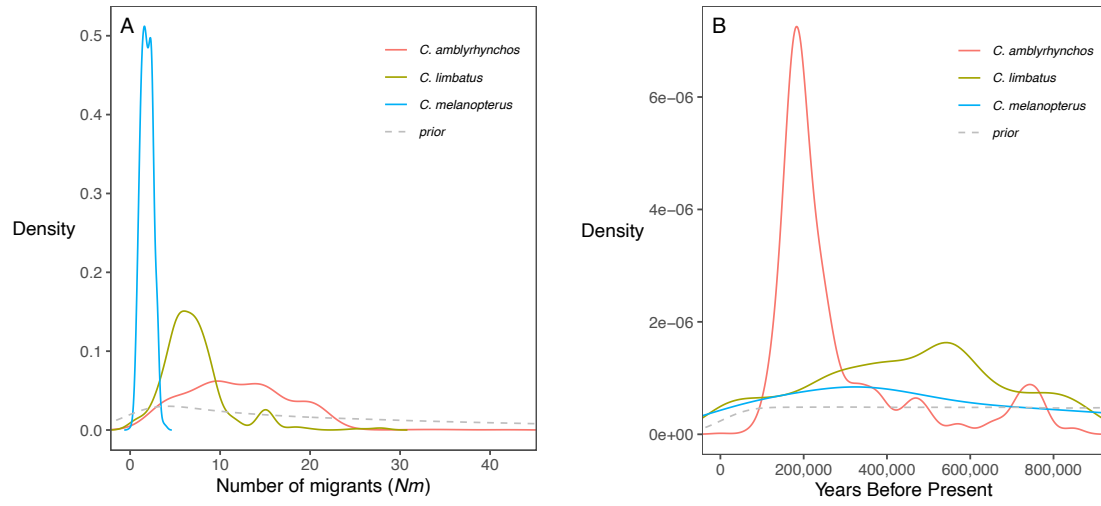 A
0.5
0.4
0.3
0.2
0.1
0.0
Density
C. amblyrhynchos
C. limbatus
C. melanopterus
prior
0 10 20 30 40
Number of migrants (Nm)
B
6e−06
4e−06
2e−06
0e+00
Density
C. amblyrhynchos
C. limbatus
C. melanopterus
prior
0 200,000 400,000 600,000 800,000
Years Before Present